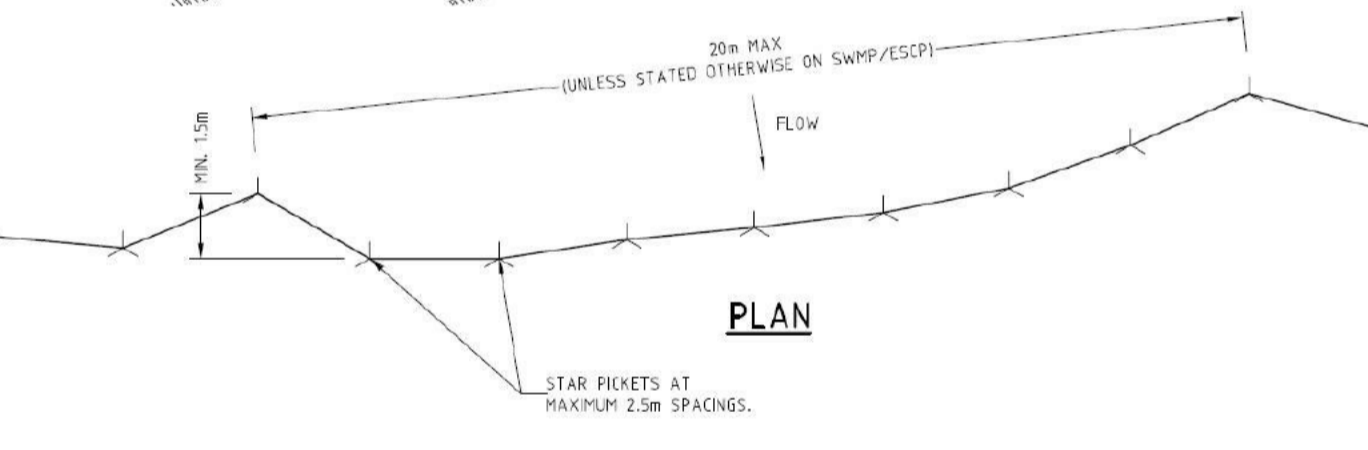 20m MAX
(UNLESS STATED OTHERWISE ON SWMP/ESCP)
MIN. 1.5m
FLOW
PLAN
STAR PICKETS AT
MAXIMUM 2.5m SPACINGS.